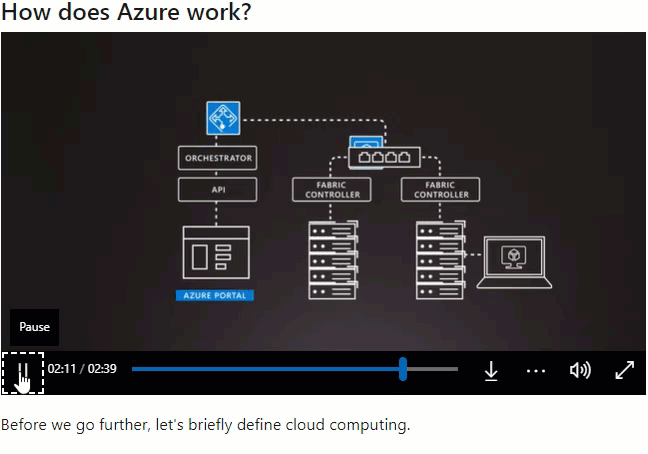 How does Azure work?
ORCHESTRATOR
API
FABRIC
CONTROLLER
FABRIC
CONTROLLER
AZURE PORTAL
Pause
02:11 / 02:39
Before we go further, let's briefly define cloud computing.